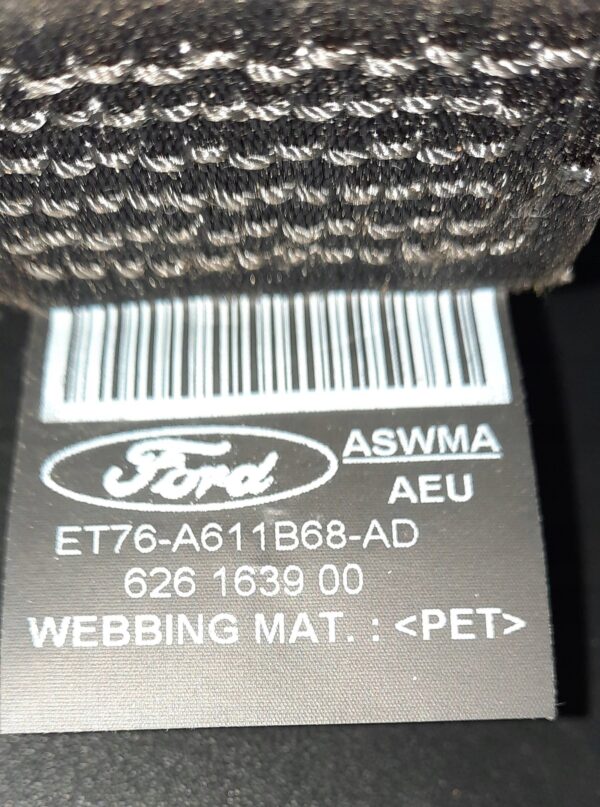 Ford
ASWMA
AEU
ET76-A611B68-AD
626 1639 00
WEBBING MAT. : <PET>